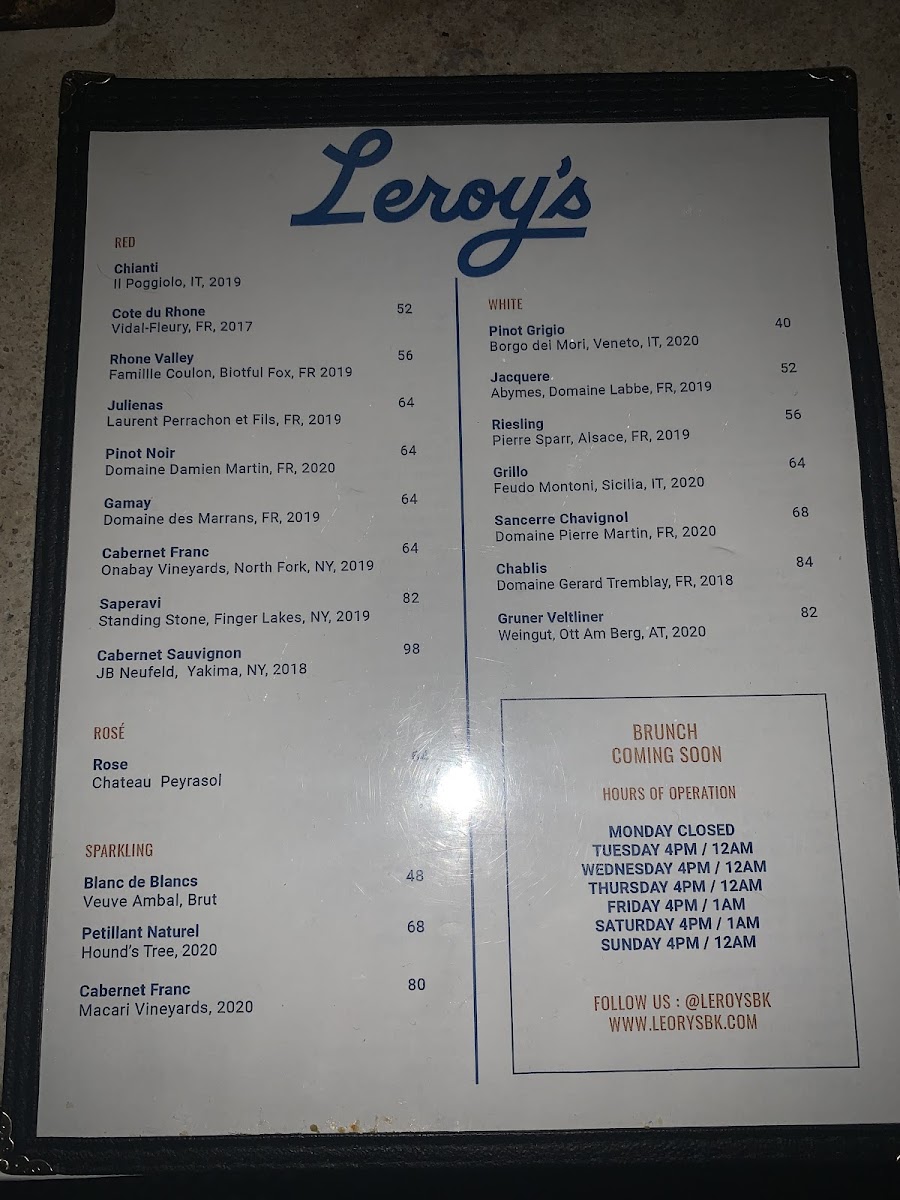 Leroy's
RED
Chianti
Il Poggiolo, IT, 2019
Cote du Rhone 52
Vidal-Fleury, FR, 2017
Rhone Valley 56
Famillle Coulon, Biotful Fox, FR 2019
Julienas 64
Laurent Perrachon et Fils, FR, 2019
Pinot Noir 64
Domaine Damien Martin, FR, 2020
Gamay 64
Domaine des Marrans, FR, 2019
Cabernet Franc 64
Onabay Vineyards, North Fork, NY, 2019
Saperavi 82
Standing Stone, Finger Lakes, NY, 2019
Cabernet Sauvignon 98
JB Neufeld, Yakima, NY, 2018
ROSÉ
Rose
Chateau Peyrasol
SPARKLING
Blanc de Blancs 48
Veuve Ambal, Brut
Petillant Naturel 68
Hound's Tree, 2020
Cabernet Franc 80
Macari Vineyards, 2020
WHITE
Pinot Grigio 40
Borgo dei Mori, Veneto, IT, 2020
Jacquere 52
Abymes, Domaine Labbe, FR, 2019
Riesling 56
Pierre Sparr, Alsace, FR, 2019
Grillo 64
Feudo Montoni, Sicilia, IT, 2020
Sancerre Chavignol 68
Domaine Pierre Martin, FR, 2020
Chablis 84
Domaine Gerard Tremblay, FR, 2018
Gruner Veltliner 82
Weingut, Ott Am Berg, AT, 2020
BRUNCH
COMING SOON
HOURS OF OPERATION
MONDAY CLOSED
TUESDAY 4PM / 12AM
WEDNESDAY 4PM / 12AM
THURSDAY 4PM / 12AM
FRIDAY 4PM / 1AM
SATURDAY 4PM / 1AM
SUNDAY 4PM / 12AM
FOLLOW US : @LEROYSBK
WWW.LEORYSBK.COM